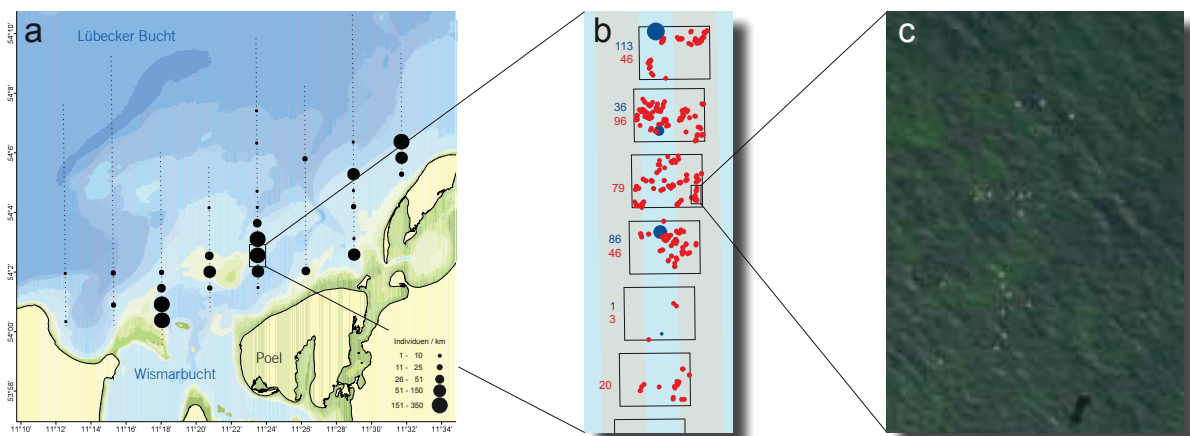 a
Lübecker Bucht
54°10'
54°8'
54°6'
54°4'
54°2'
54°00'
53°58'
Poel
Wismarbucht
Individuen / km
1 - 10
11 - 25
26 - 51
51 - 150
151 - 350
11°10' 11°12' 11°14' 11°16' 11°18' 11°20' 11°22' 11°24' 11°26' 11°28' 11°30' 11°32' 11°34'
b
113
46
36
96
79
86
46
1
3
20
c